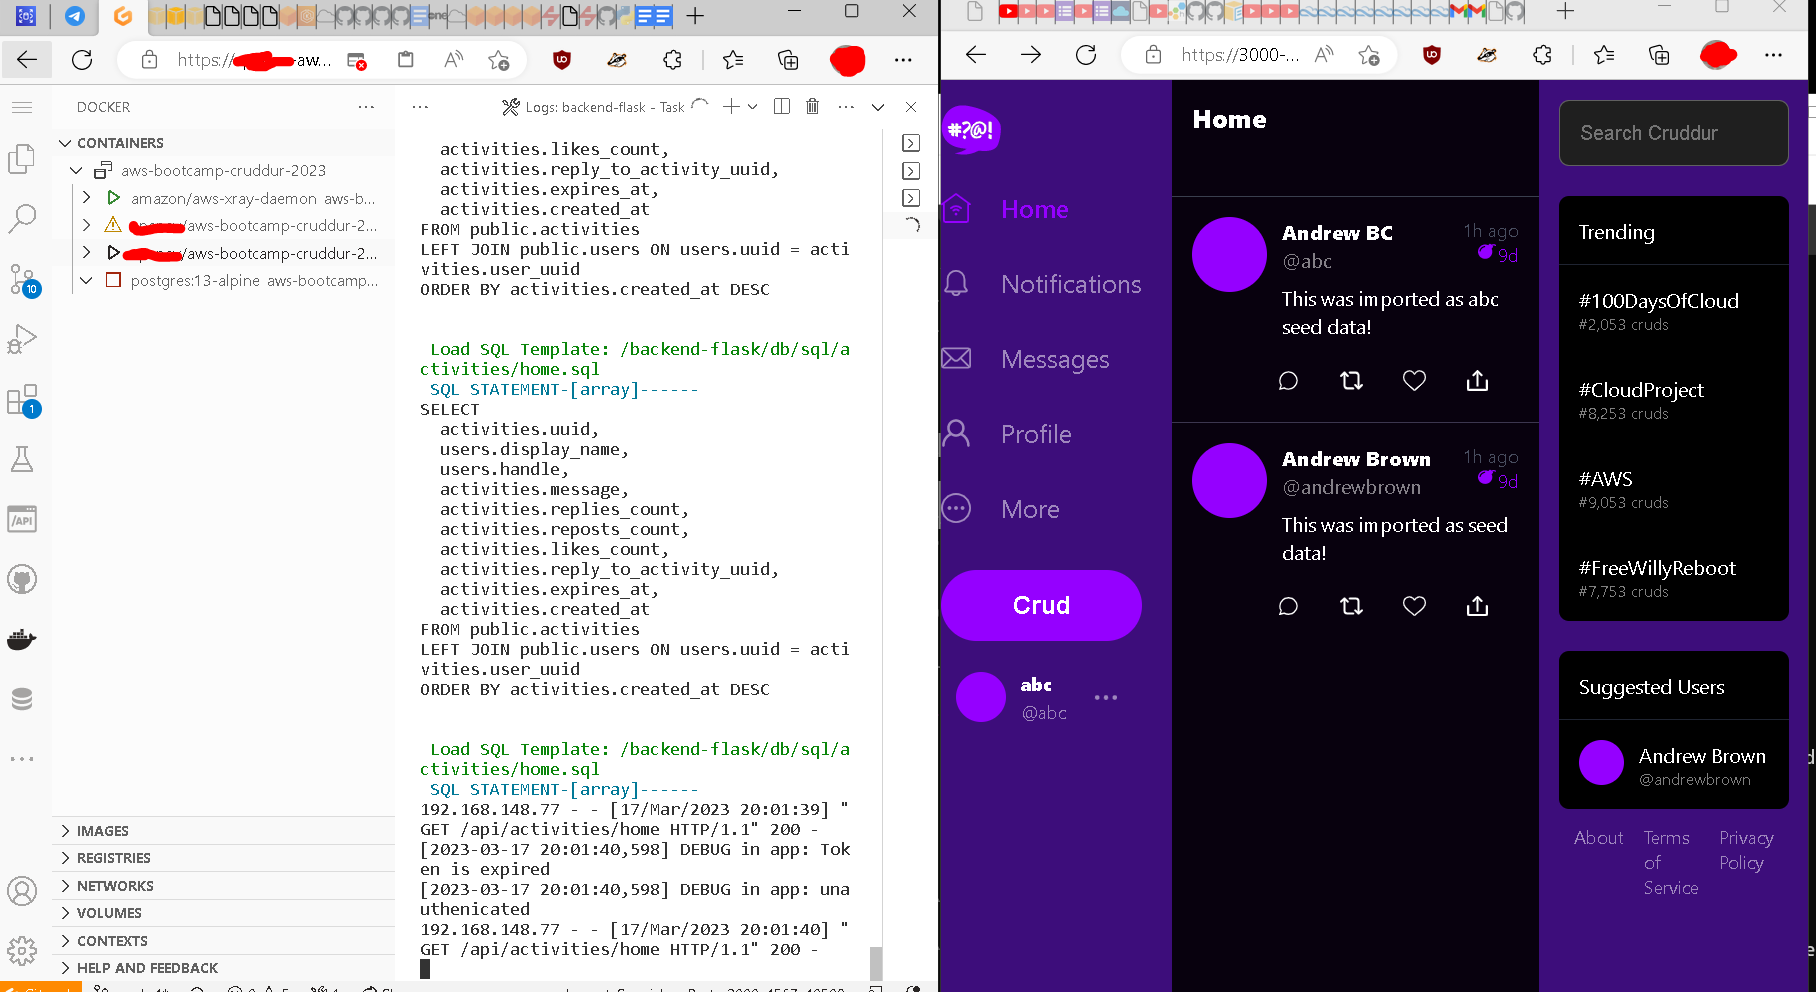 https://
-aw...
https://3000-...
DOCKER
Logs: backend-flask - Task
CONTAINERS
aws-bootcamp-cruddur-2023
amazon/aws-xray-daemon aws-b...
/aws-bootcamp-cruddur-2...
/aws-bootcamp-cruddur-2...
postgres:13-alpine aws-bootcamp...
10
1
/API
IMAGES
REGISTRIES
NETWORKS
VOLUMES
CONTEXTS
HELP AND FEEDBACK
activities.likes_count,
activities.reply_to_activity_uuid,
activities.expires_at,
activities.created_at
FROM public.activities
LEFT JOIN public.users ON users.uuid = acti
vities.user_uuid
ORDER BY activities.created_at DESC
Load SQL Template: /backend-flask/db/sql/a
ctivities/home.sql
SQL STATEMENT-[array]------
SELECT
activities.uuid,
users.display_name,
users.handle,
activities.message,
activities.replies_count,
activities.reposts_count,
activities.likes_count,
activities.reply_to_activity_uuid,
activities.expires_at,
activities.created_at
FROM public.activities
LEFT JOIN public.users ON users.uuid = acti
vities.user_uuid
ORDER BY activities.created_at DESC
Load SQL Template: /backend-flask/db/sql/a
ctivities/home.sql
SQL STATEMENT-[array]------
192.168.148.77 - - [17/Mar/2023 20:01:39] "
GET /api/activities/home HTTP/1.1" 200 -
[2023-03-17 20:01:40,598] DEBUG in app: Tok
en is expired
[2023-03-17 20:01:40,598] DEBUG in app: una
uthenicated
192.168.148.77 - - [17/Mar/2023 20:01:40] "
GET /api/activities/home HTTP/1.1" 200 -
#?@!
Home
Notifications
Messages
Profile
More
Crud
abc
@abc
Home
Andrew BC
1h ago
@abc
9d
This was imported as abc
seed data!
Andrew Brown
1h ago
@andrewbrown
9d
This was imported as seed
data!
Search Cruddur
Trending
#100DaysOfCloud
#2,053 cruds
#CloudProject
#8,253 cruds
#AWS
#9,053 cruds
#FreeWillyReboot
#7,753 cruds
Suggested Users
Andrew Brown
@andrewbrown
About
Terms
of
Service
Privacy
Policy